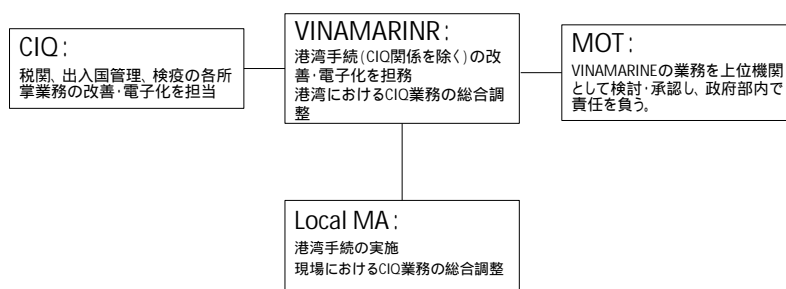 CIQ：
税関、出入国管理、検疫の各所
掌業務の改善・電子化を担当
VINAMARINR：
港湾手続(CIQ関係を除く)の改
善・電子化を担務
港湾におけるCIQ業務の総合調
整
MOT：
VINAMARINEの業務を上位機関
として検討・承認し、政府部内で
責任を負う。
Local MA：
港湾手続の実施
現場におけるCIQ業務の総合調整